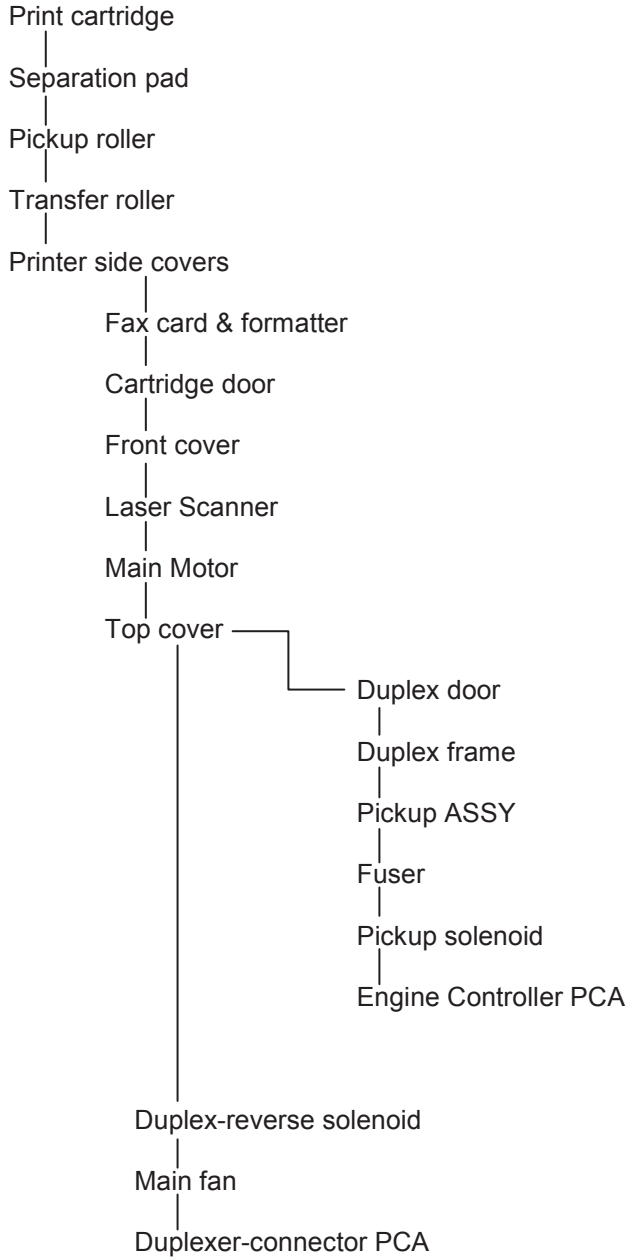 Print cartridge
Separation pad
Pickup roller
Transfer roller
Printer side covers
Fax card & formatter
Cartridge door
Front cover
Laser Scanner
Main Motor
Top cover
Duplex door
Duplex frame
Pickup ASSY
Fuser
Pickup solenoid
Engine Controller PCA
Duplex-reverse solenoid
Main fan
Duplexer-connector PCA